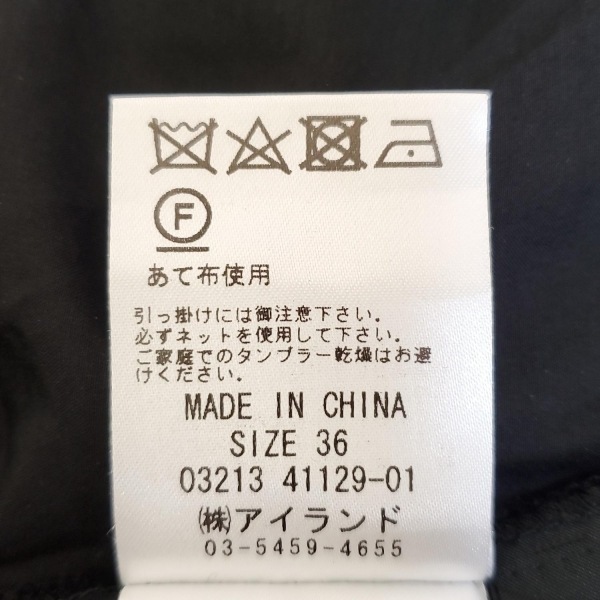 F
あて布使用
引っ掛けには御注意下さい。
必ずネットを使用して下さい。
ご家庭でのタンブラー乾燥はお避
けください。
MADE IN CHINA
SIZE 36
03213 41129-01
㈱アイランド
03-5459-4655